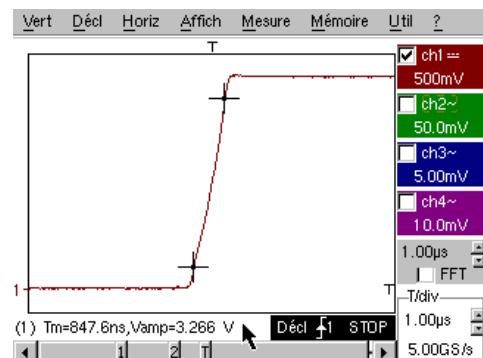 Vert Décl Horiz Affich Mesure Mémoire Util ?
T
ch1
500mV
ch2~
50.0mV
ch3~
5.00mV
ch4~
10.0mV
1.00µs
FFT
1
T
T/div
1.00µs
(1) Tm=847.6ns,Vamp=3.266 V
Décl 1 STOP
1 2 T
5.00GS/s